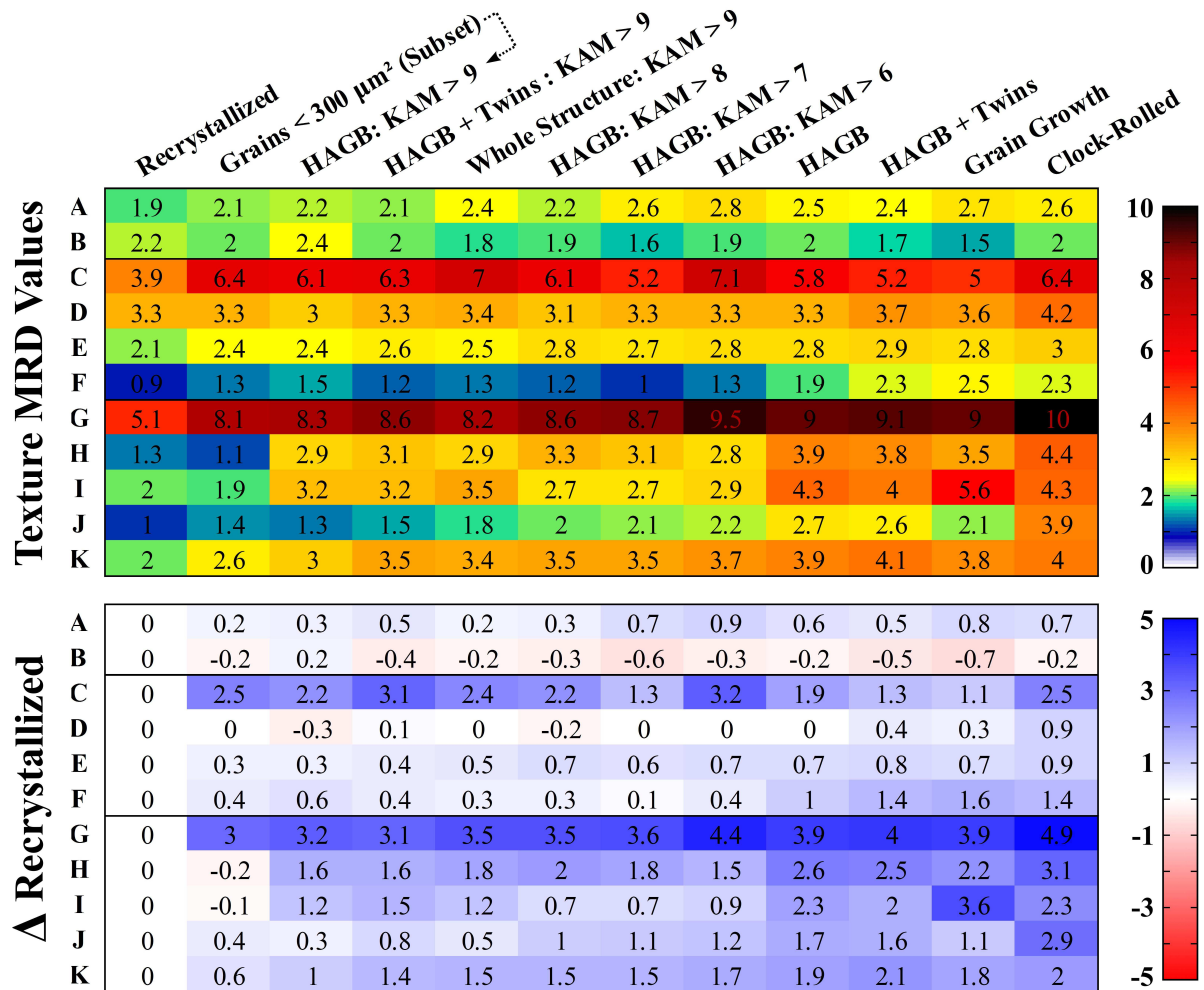 Recrystallized
Grains < 300 µm² (Subset)
HAGB: KAM > 9
HAGB + Twins : KAM > 9
Whole Structure: KAM > 9
HAGB: KAM > 8
HAGB: KAM > 7
HAGB: KAM > 6
HAGB
HAGB + Twins
Grain Growth
Clock-Rolled
Texture MRD Values
A 1.9 2.1 2.2 2.1 2.4 2.2 2.6 2.8 2.5 2.4 2.7 2.6
B 2.2 2 2.4 2 1.8 1.9 1.6 1.9 2 1.7 1.5 2
C 3.9 6.4 6.1 6.3 7 6.1 5.2 7.1 5.8 5.2 5 6.4
D 3.3 3.3 3 3.3 3.4 3.1 3.3 3.3 3.3 3.7 3.6 4.2
E 2.1 2.4 2.4 2.6 2.5 2.8 2.7 2.8 2.8 2.9 2.8 3
F 0.9 1.3 1.5 1.2 1.3 1.2 1 1.3 1.9 2.3 2.5 2.3
G 5.1 8.1 8.3 8.6 8.2 8.6 8.7 9.5 9 9.1 9 10
H 1.3 1.1 2.9 3.1 2.9 3.3 3.1 2.8 3.9 3.8 3.5 4.4
I 2 1.9 3.2 3.2 3.5 2.7 2.7 2.9 4.3 4 5.6 4.3
J 1 1.4 1.3 1.5 1.8 2 2.1 2.2 2.7 2.6 2.1 3.9
K 2 2.6 3 3.5 3.4 3.5 3.5 3.7 3.9 4.1 3.8 4
10
8
6
4
2
0
Δ Recrystallized
A 0 0.2 0.3 0.5 0.2 0.3 0.7 0.9 0.6 0.5 0.8 0.7
B 0 -0.2 0.2 -0.4 -0.2 -0.3 -0.6 -0.3 -0.2 -0.5 -0.7 -0.2
C 0 2.5 2.2 3.1 2.4 2.2 1.3 3.2 1.9 1.3 1.1 2.5
D 0 0 -0.3 0.1 0 -0.2 0 0 0 0.4 0.3 0.9
E 0 0.3 0.3 0.4 0.5 0.7 0.6 0.7 0.7 0.8 0.7 0.9
F 0 0.4 0.6 0.4 0.3 0.3 0.1 0.4 1 1.4 1.6 1.4
G 0 3 3.2 3.1 3.5 3.5 3.6 4.4 3.9 4 3.9 4.9
H 0 -0.2 1.6 1.6 1.8 2 1.8 1.5 2.6 2.5 2.2 3.1
I 0 -0.1 1.2 1.5 1.2 0.7 0.7 0.9 2.3 2 3.6 2.3
J 0 0.4 0.3 0.8 0.5 1 1.1 1.2 1.7 1.6 1.1 2.9
K 0 0.6 1 1.4 1.5 1.5 1.5 1.7 1.9 2.1 1.8 2
5
3
1
-1
-3
-5